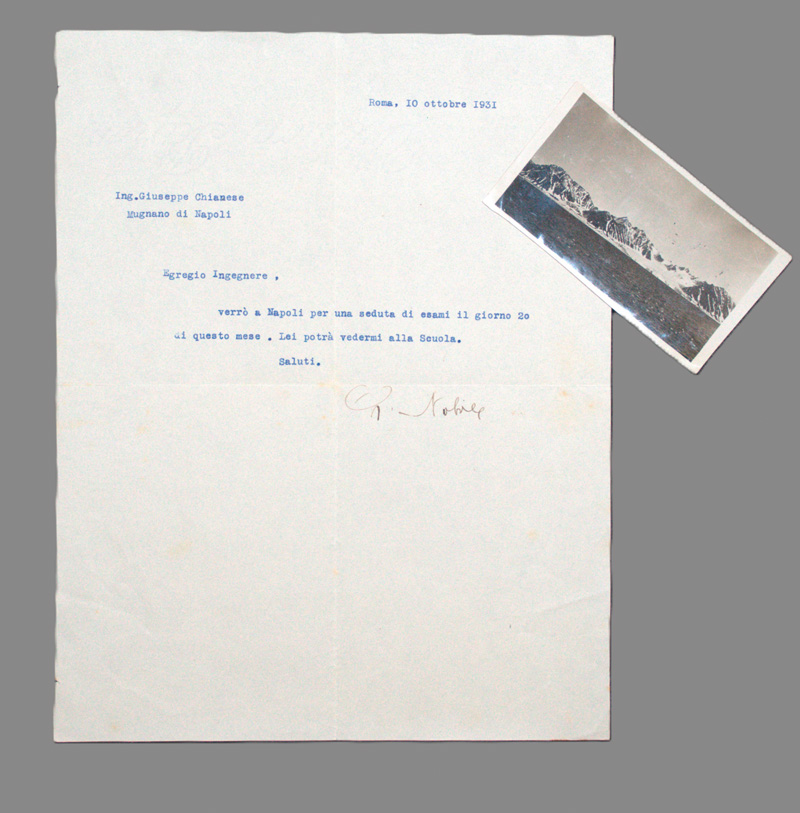 Roma, 10 ottobre 1931
Ing.Giuseppe Chianese
Mugnano di Napoli
Egregio Ingegnere ,
verrò a Napoli per una seduta di esami il giorno 2o
di questo mese . Lei potrà vedermi alla Scuola.
Saluti.
Nobile